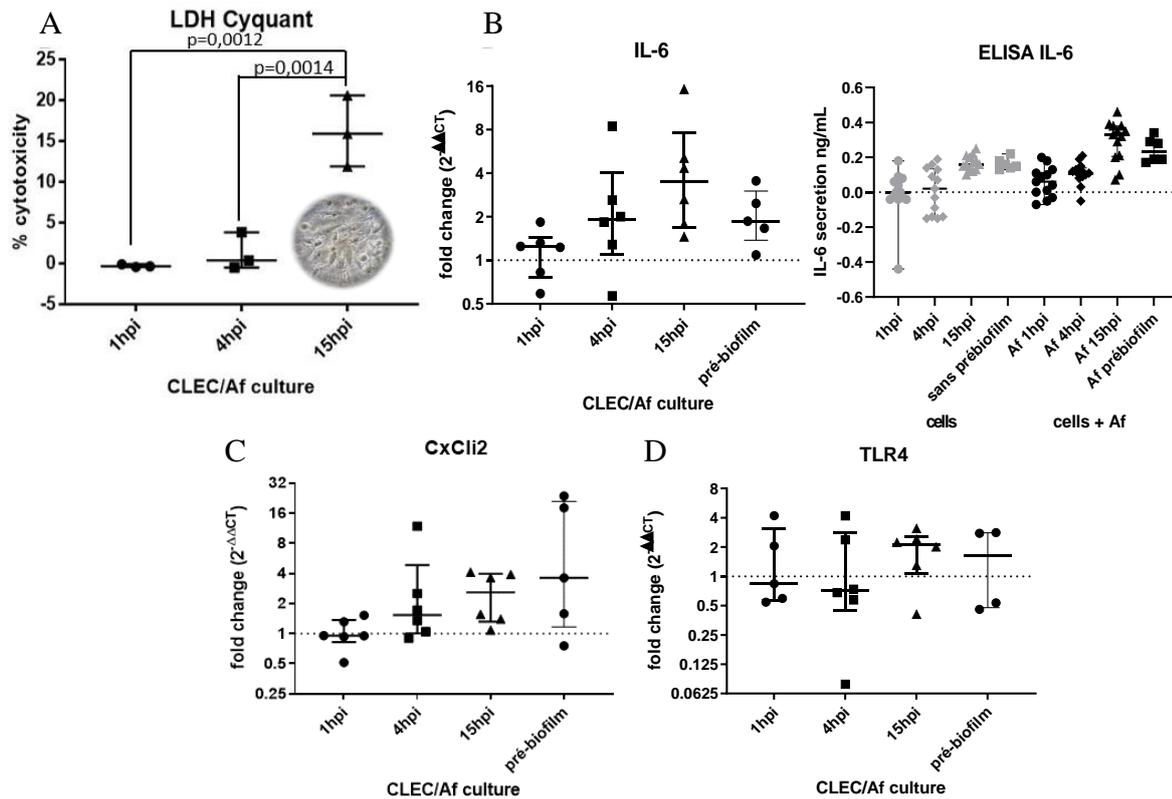 A
LDH Cyquant
p=0,0012
p=0,0014
% cytotoxicity
25
20
15
10
5
0
-5
1hpi
4hpi
15hpi
CLEC/Af culture
B
IL-6
fold change (2-▲▲CT)
16
8
4
2
1
0.5
1hpi
4hpi
15hpi
pré-biofilm
CLEC/Af culture
ELISA IL-6
IL-6 secretion ng/mL
0.6
0.4
0.2
0.0
-0.2
-0.4
-0.6
1hpi
4hpi
15hpi
sans prébiofilm
Af 1hpi
Af 4hpi
Af 15hpi
Af prébiofilm
cells
cells + Af
C
CxCli2
fold change (2-ΔΔCT)
32
16
8
4
2
1
0.5
0.25
1hpi
4hpi
15hpi
pré-biofilm
CLEC/Af culture
D
TLR4
fold change (2-▲▲CT)
8
4
2
1
0.5
0.25
0.125
0.0625
1hpi
4hpi
15hpi
pré-biofilm
CLEC/Af culture